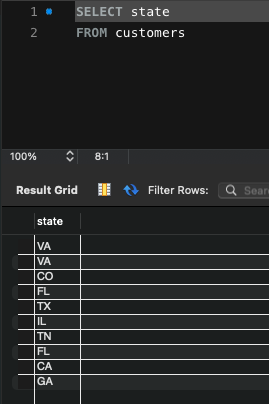 1 SELECT state
2 FROM customers
100% 8:1
Result Grid Filter Rows: Sear
state
VA
VA
CO
FL
TX
IL
TN
FL
CA
GA